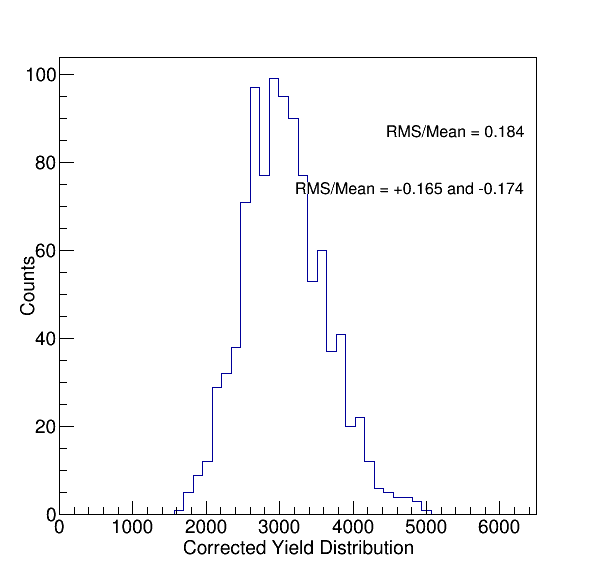 100
RMS/Mean = 0.184
80
RMS/Mean = +0.165 and -0.174
60
Counts
40
20
0
0 1000 2000 3000 4000 5000 6000
Corrected Yield Distribution